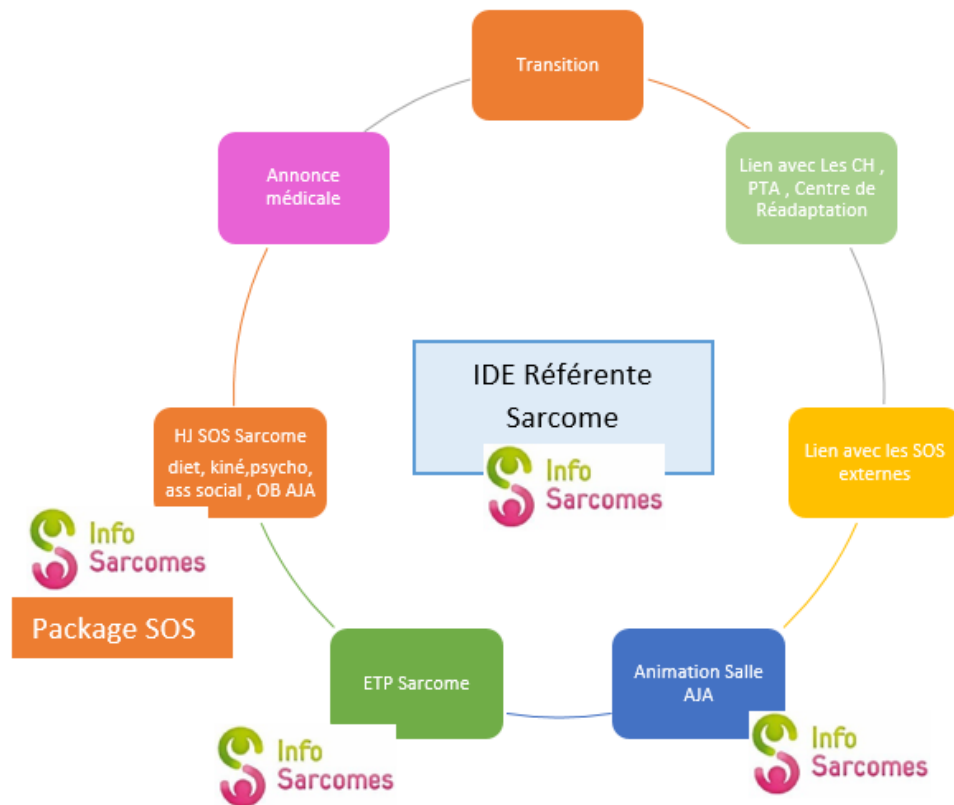 Transition
Annonce
médicale
Lien avec Les CH ,
PTA , Centre de
Réadaptation
IDE Référente
Sarcome
Info
Sarcomes
HJ SOS Sarcome
diet, kiné,psycho,
ass social , OB AJA
Lien avec les SOS
externes
Info
Sarcomes
Package SOS
ETP Sarcome
Animation Salle
AJA
Info
Sarcomes
Info
Sarcomes